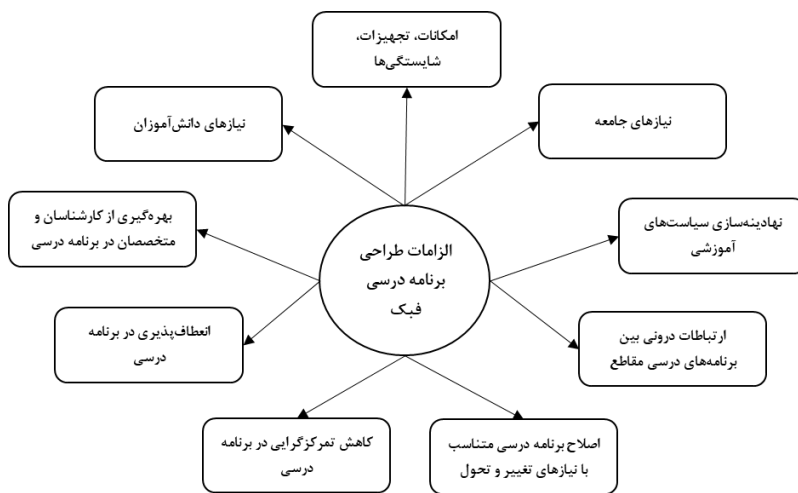 امکانات، تجهیزات،
شایستگی‌ها
نیازهای جامعه
نیازهای دانش‌آموزان
نهادینه‌سازی سیاست‌های
آموزشی
بهره‌گیری از کارشناسان و
متخصصان در برنامه درسی
الزامات طراحی
برنامه درسی
فبک
ارتباطات درونی بین
برنامه‌های درسی مقاطع
انعطاف‌پذیری در برنامه
درسی
اصلاح برنامه درسی متناسب
با نیازهای تغییر و تحول
کاهش تمرکزگرایی در برنامه
درسی